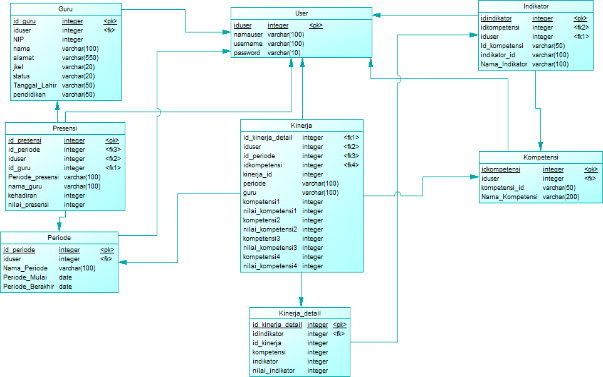 Guru
id_guru integer <pk>
iduser integer <fk>
NIP integer
name varchar(100)
alamat varchar(550)
jkel varchar(20)
status varchar(20)
Tanggal_Lahir varchar(50)
pendidikan varchar(50)
User
iduser integer <pk>
namauser varchar(100)
username varchar(100)
password varchar(10)
Indikator
idindikator integer <pk>
idkompetensi integer <fk2>
iduser integer <fk1>
Id_kompetensi varchar(50)
indikator_id varchar(100)
Nama_Indikator varchar(100)
Presensi
id_presensi integer <pk>
id_periode integer <fk3>
iduser integer <fk2>
id_guru integer <fk1>
Periode_presensi varchar(100)
nama_guru varchar(100)
kehadiran integer
nilai_presensi integer
Kinerja
id_kinerja_detail integer <fk1>
iduser integer <fk2>
id_periode integer <fk3>
idkompetensi integer <fk4>
kinerja_id integer
periode varchar(100)
guru varchar(100)
kompetensi1 integer
nilai_kompetensi1 integer
kompetensi2 integer
nilai_kompetensi2 integer
kompetensi3 integer
nilai_kompetensi3 integer
kompetensi4 integer
nilai_kompetensi4 integer
Kompetensi
idkompetensi integer <pk>
iduser integer <fk>
kompetensi_id varchar(50)
Nama_Kompetensi varchar(200)
Periode
id_periode integer <pk>
iduser integer <fk>
Nama_Periode varchar(100)
Periode_Mulai date
Periode_Berakhir date
Kinerja_detail
id_kinerja_detail integer <pk>
idindikator integer <fk>
id_kinerja integer
kompetensi integer
indikator integer
nilai_indikator integer